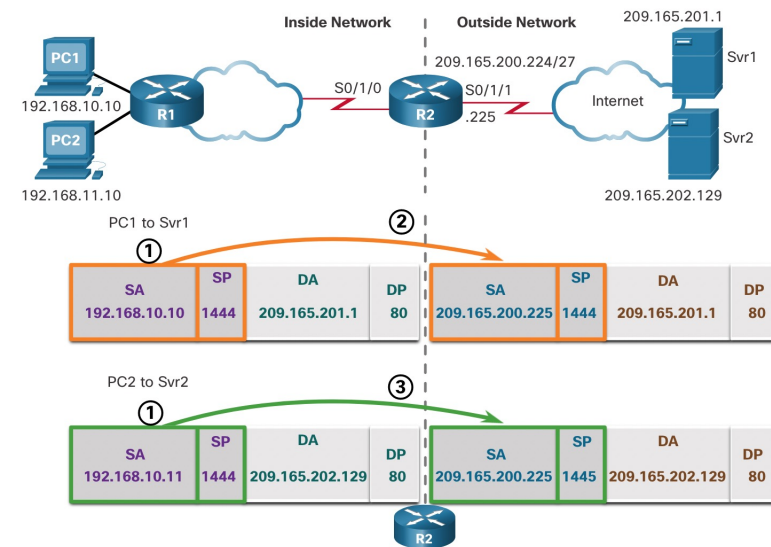 Inside Network
Outside Network
209.165.201.1
PC1
192.168.10.10
R1
S0/1/0
R2
209.165.200.224/27
S0/1/1
.225
Internet
Svr1
PC2
192.168.11.10
Svr2
209.165.202.129
PC1 to Svr1
1
2
SA
192.168.10.10
SP
1444
DA
209.165.201.1
DP
80
SA
209.165.200.225
SP
1444
DA
209.165.201.1
DP
80
PC2 to Svr2
1
3
SA
192.168.10.11
SP
1444
DA
209.165.202.129
DP
80
SA
209.165.200.225
SP
1445
DA
209.165.202.129
DP
80
R2